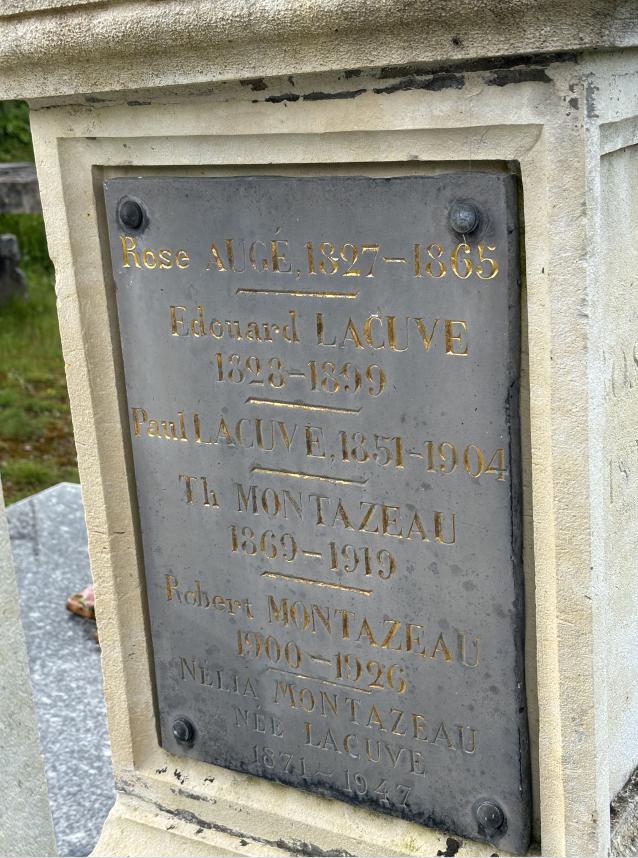 Rose AUGÉ, 1827–1865
Edouard LACUVE
1828–1899
Paul LACUVE, 1851–1904
Th MONTAZEAU
1869–1919
Robert MONTAZEAU
1900–1926
NÉLIA MONTAZEAU
NÉE LACUVE
1871–1947